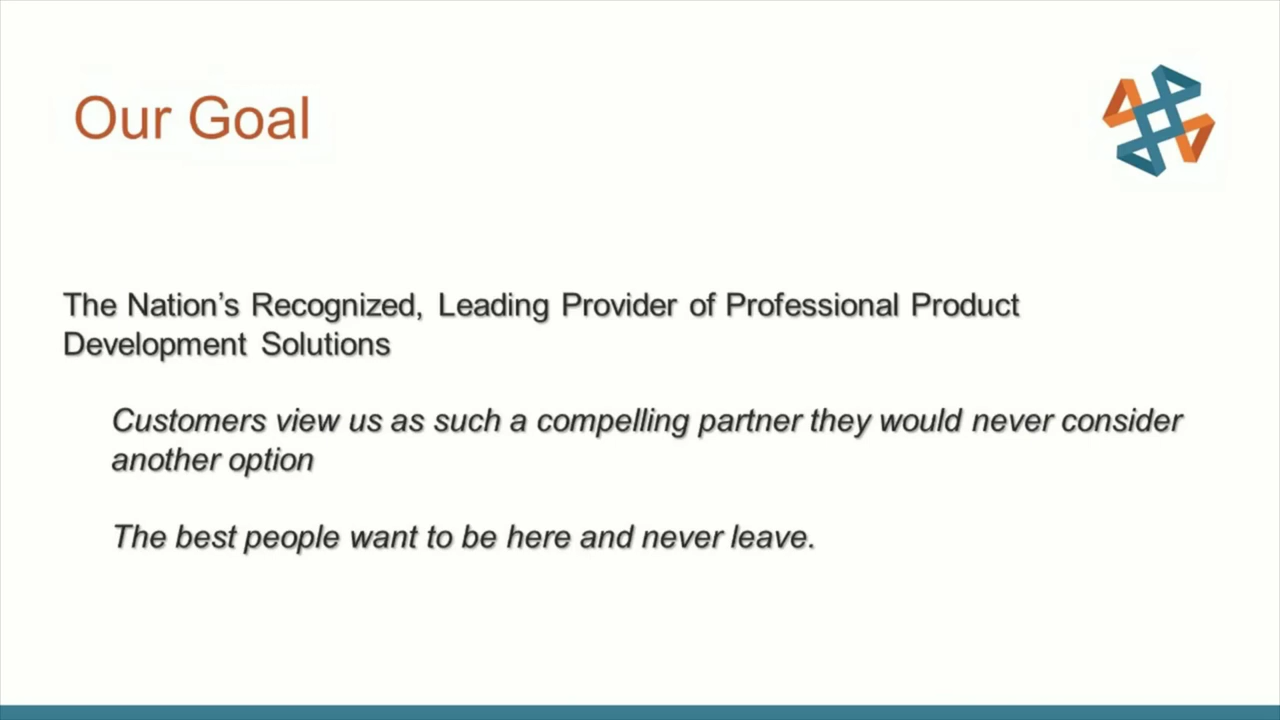 Our Goal
The Nation’s Recognized, Leading Provider of Professional Product
Development Solutions
Customers view us as such a compelling partner they would never consider
another option
The best people want to be here and never leave.